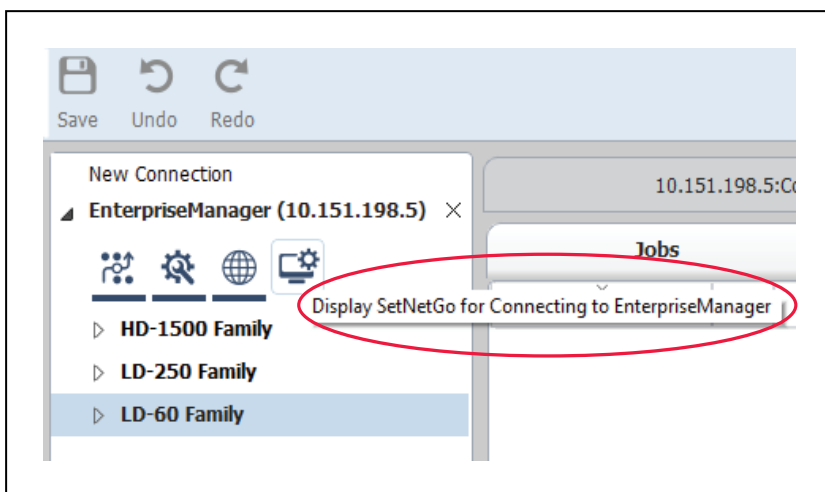 Save Undo Redo
New Connection
EnterpriseManager (10.151.198.5)
10.151.198.5:Co
Jobs
Display SetNetGo for Connecting to EnterpriseManager
HD-1500 Family
LD-250 Family
LD-60 Family